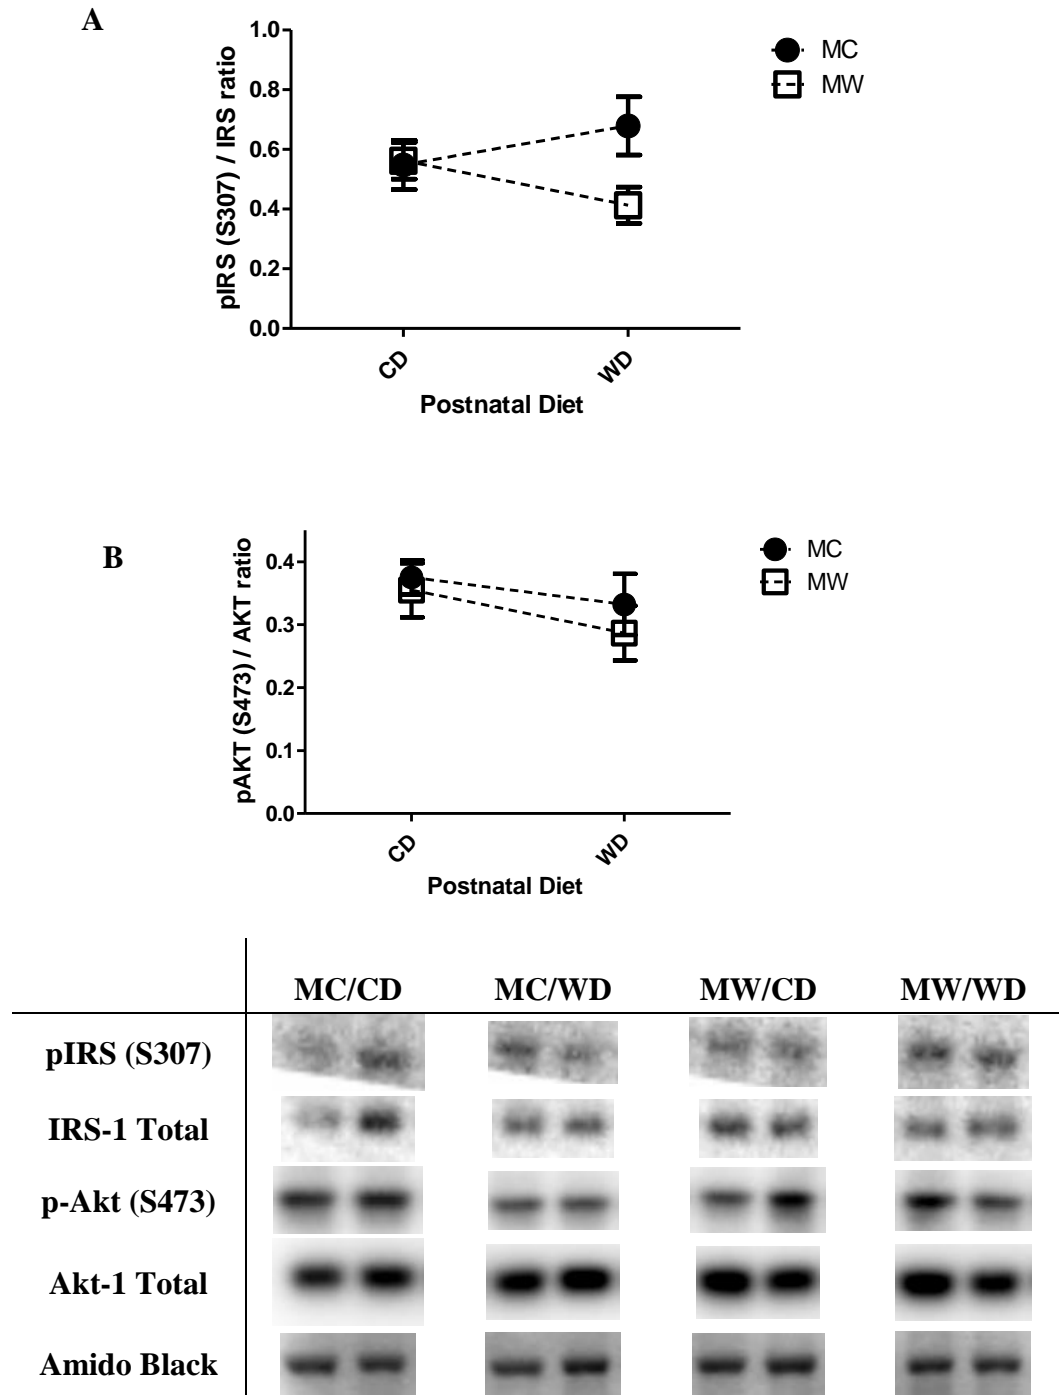 A
pIRS (S307) / IRS ratio
1.0
0.8
0.6
0.4
0.2
0.0
CD
WD
Postnatal Diet
MC
MW
B
pAKT (S473) / AKT ratio
0.4
0.3
0.2
0.1
0.0
CD
WD
Postnatal Diet
MC
MW
MC/CD MC/WD MW/CD MW/WD
pIRS (S307)
IRS-1 Total
p-Akt (S473)
Akt-1 Total
Amido Black